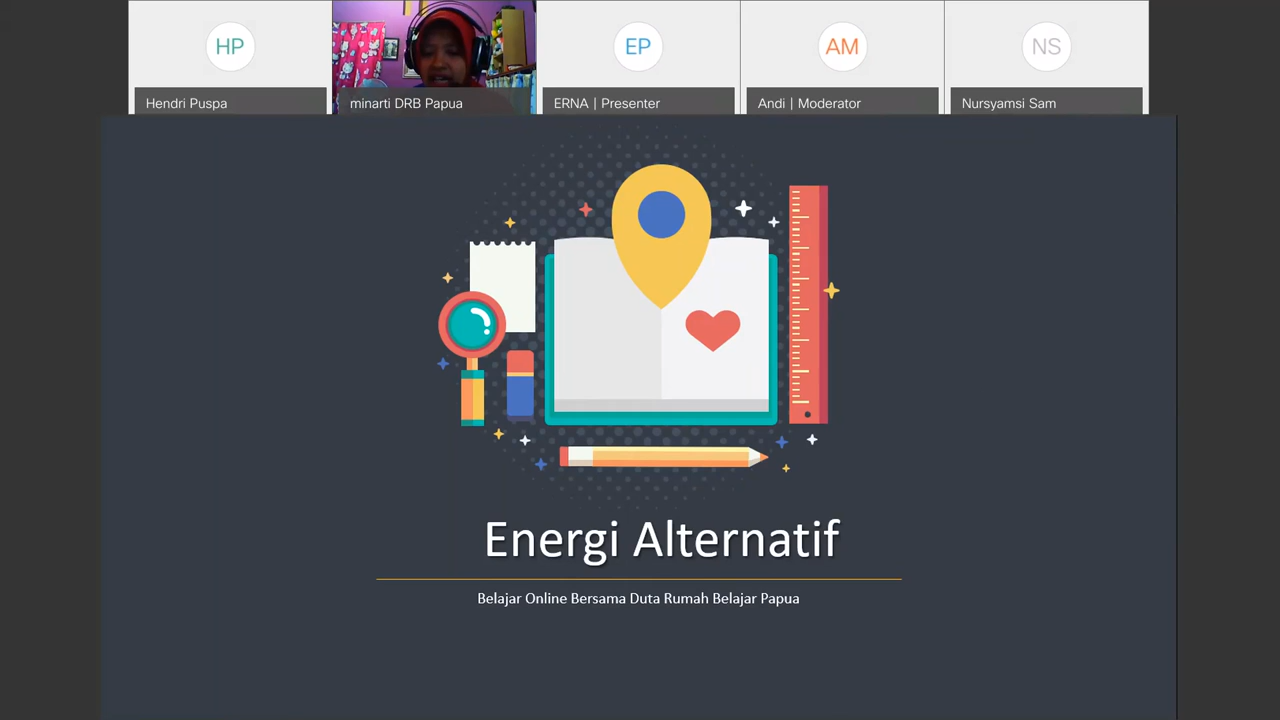 HP
EP
AM
NS
Hendri Puspa
minarti DRB Papua
ERNA | Presenter
Andi | Moderator
Nursyamsi Sam
Energi Alternatif
Belajar Online Bersama Duta Rumah Belajar Papua